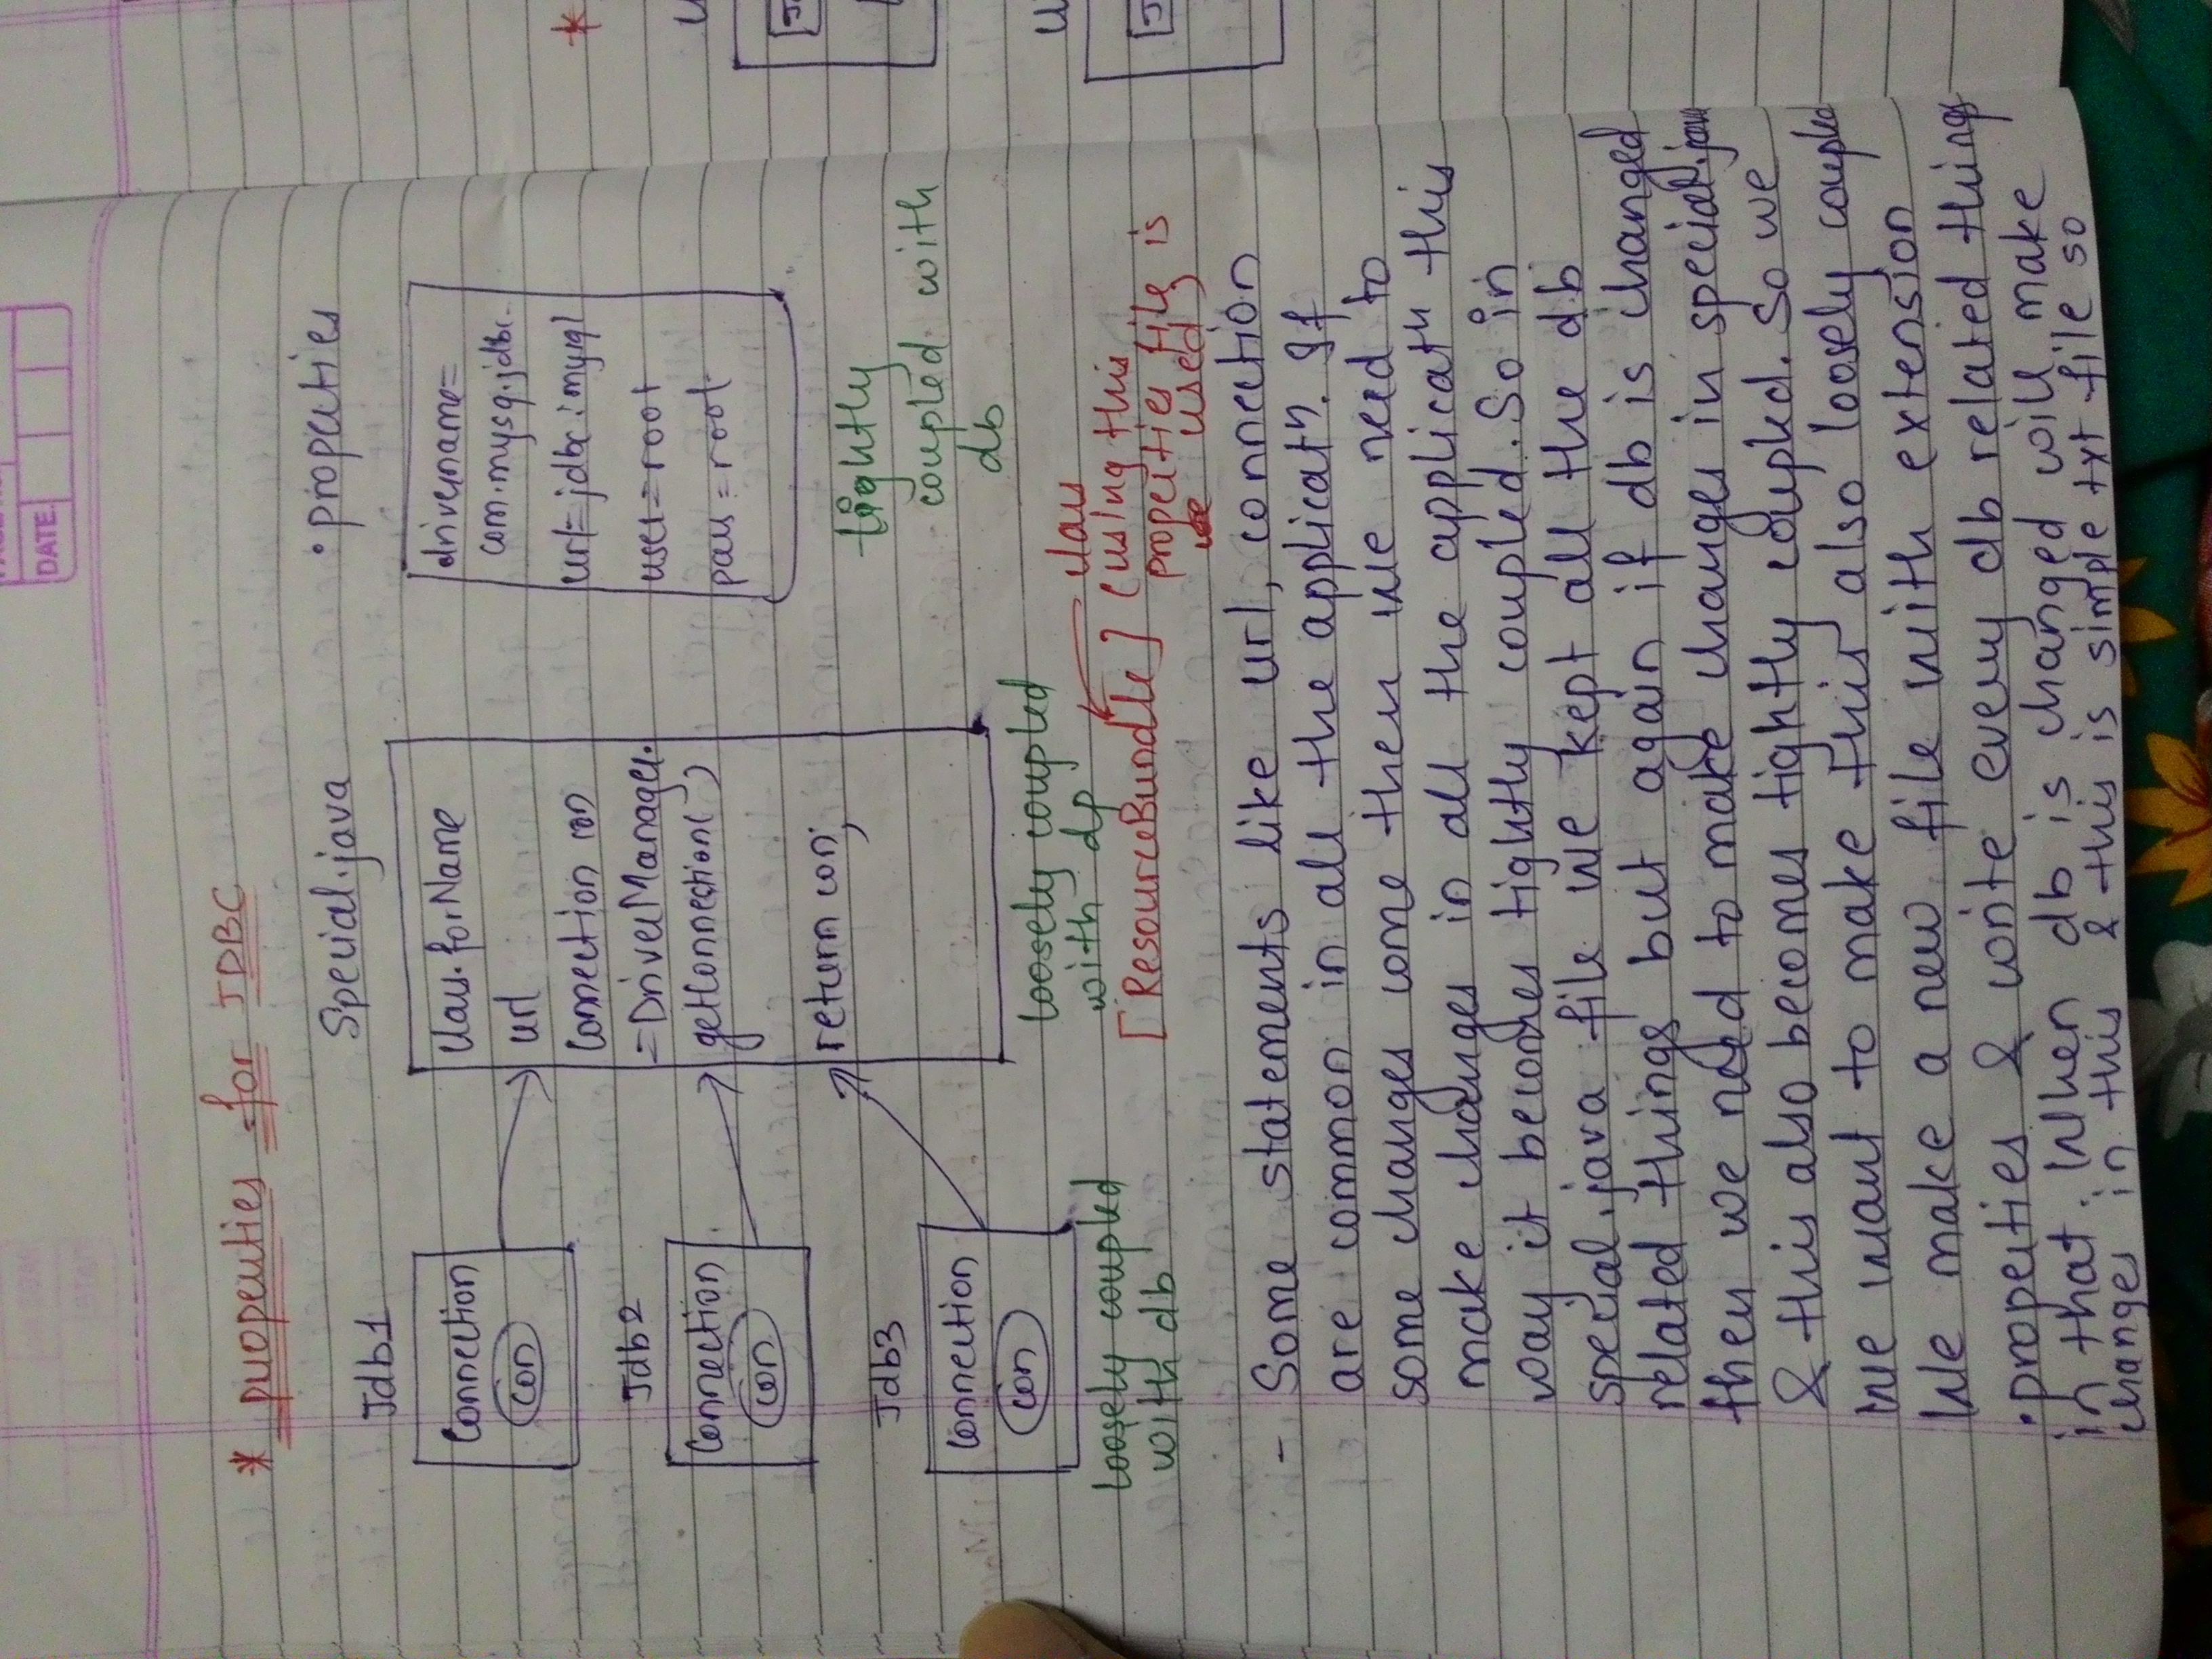 DATE.
* properties for JDBC
Jdb1
Connection
con
Jdb2
Connection
con
Jdb3
Connection
con
loosely coupled
with db
Special.java
Class.forName
url
Connection con
=DriverManager.
getConnection( )
return con;
loosely coupled
with dp
[ResourceBundle]
.properties
drivername=
com.mysq.jdbc.
url=jdbc:mysql
user=root
pass=root
tightly
coupled with
db
class
(using this
properties file is
used)
- Some statements like url, connection
are common in all the applicatⁿ. If
some changes come then we need to
make changes in all the applicatⁿ this
way it becomes tightly coupled. So in
special.java file we kept all the db
related things but again if db is changed
then we need to make changes in special.java
& this also becomes tightly coupled. so we
we want to make this also loosely coupled
We make a new file with extension
.properties & write every db related things
in that. When db is changed will make
changes in this & this is simple txt file so